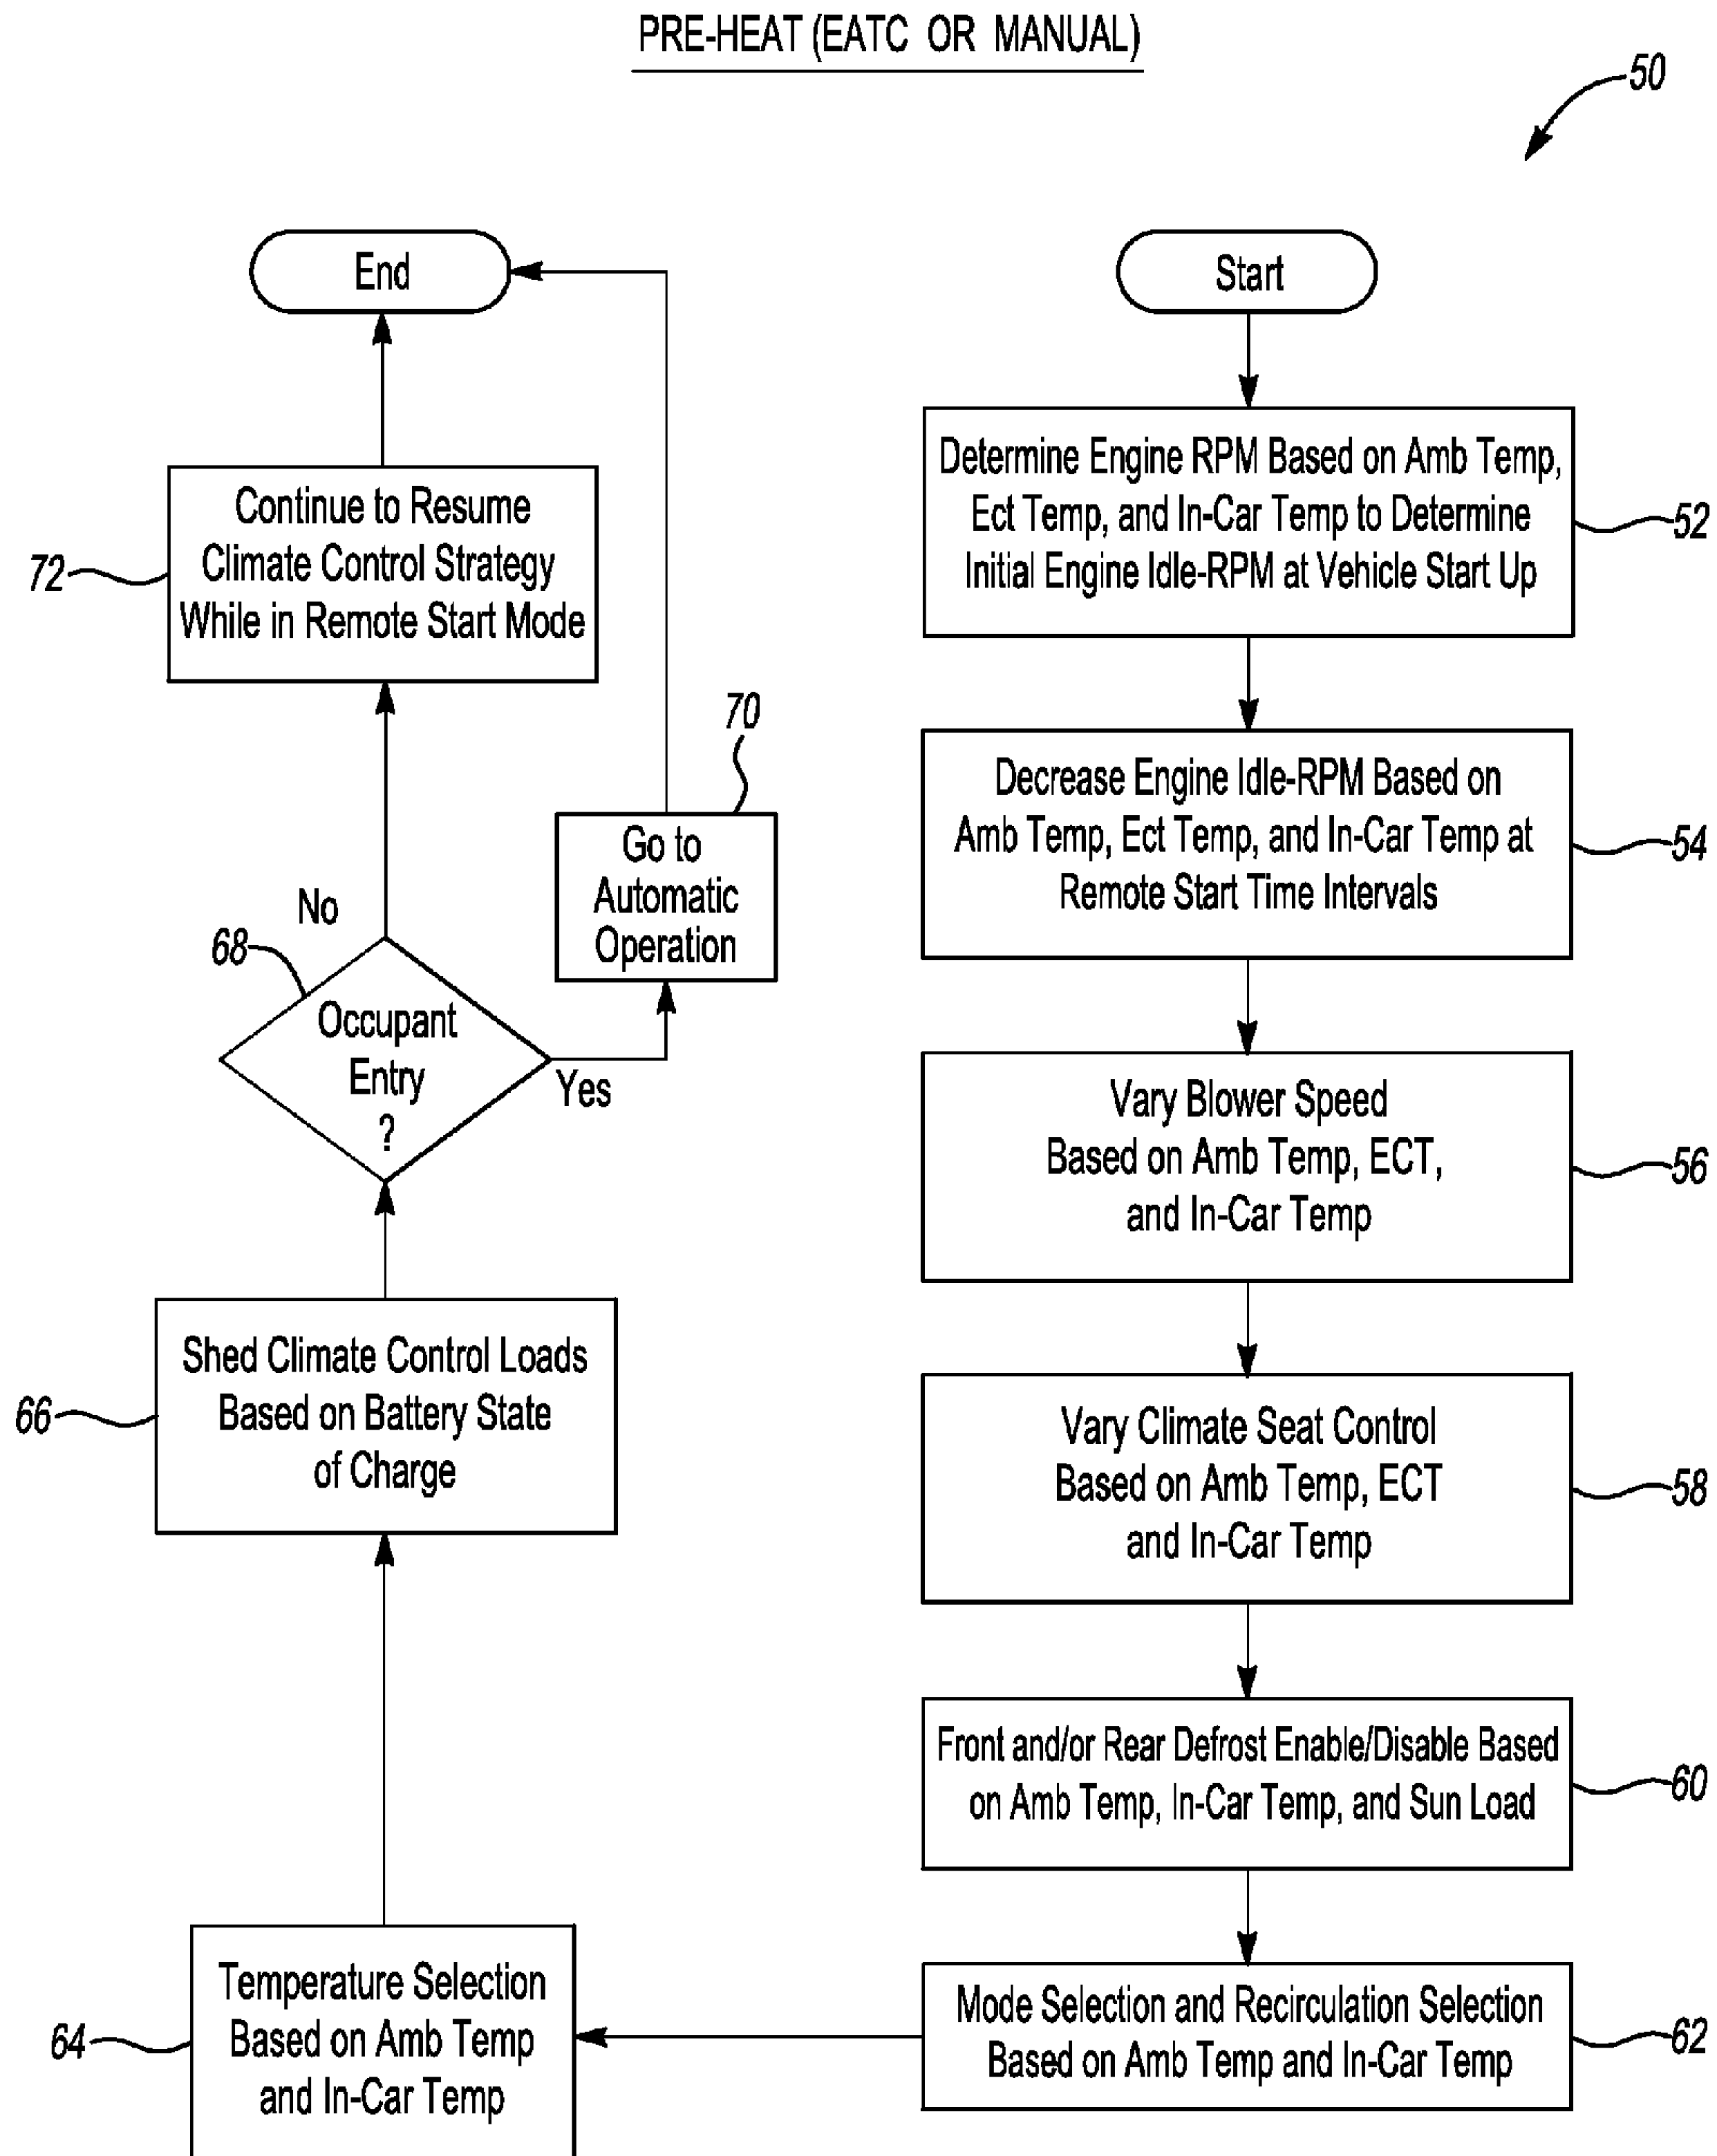 PRE-HEAT (EATC OR MANUAL)
50
Start
Determine Engine RPM Based on Amb Temp,
Ect Temp, and In-Car Temp to Determine
Initial Engine Idle-RPM at Vehicle Start Up
52
Decrease Engine Idle-RPM Based on
Amb Temp, Ect Temp, and In-Car Temp at
Remote Start Time Intervals
54
Vary Blower Speed
Based on Amb Temp, ECT,
and In-Car Temp
56
Vary Climate Seat Control
Based on Amb Temp, ECT
and In-Car Temp
58
Front and/or Rear Defrost Enable/Disable Based
on Amb Temp, In-Car Temp, and Sun Load
60
Mode Selection and Recirculation Selection
Based on Amb Temp and In-Car Temp
62
Temperature Selection
Based on Amb Temp
and In-Car Temp
64
Shed Climate Control Loads
Based on Battery State
of Charge
66
Occupant
Entry
?
68
Yes
No
Go to
Automatic
Operation
70
Continue to Resume
Climate Control Strategy
While in Remote Start Mode
72
End